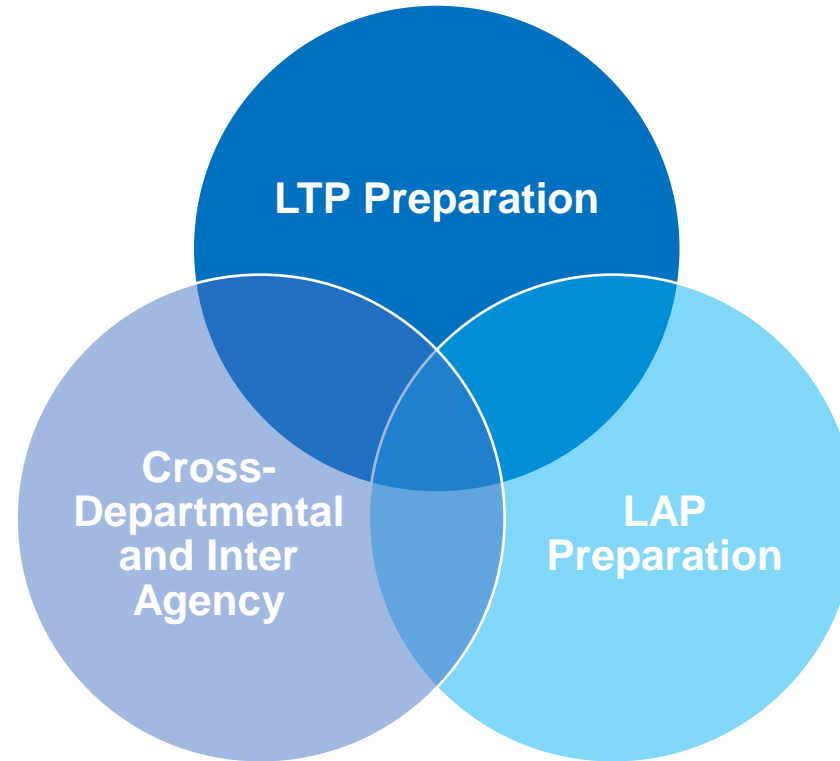 LTP Preparation
Cross-
Departmental
and Inter
Agency
LAP
Preparation